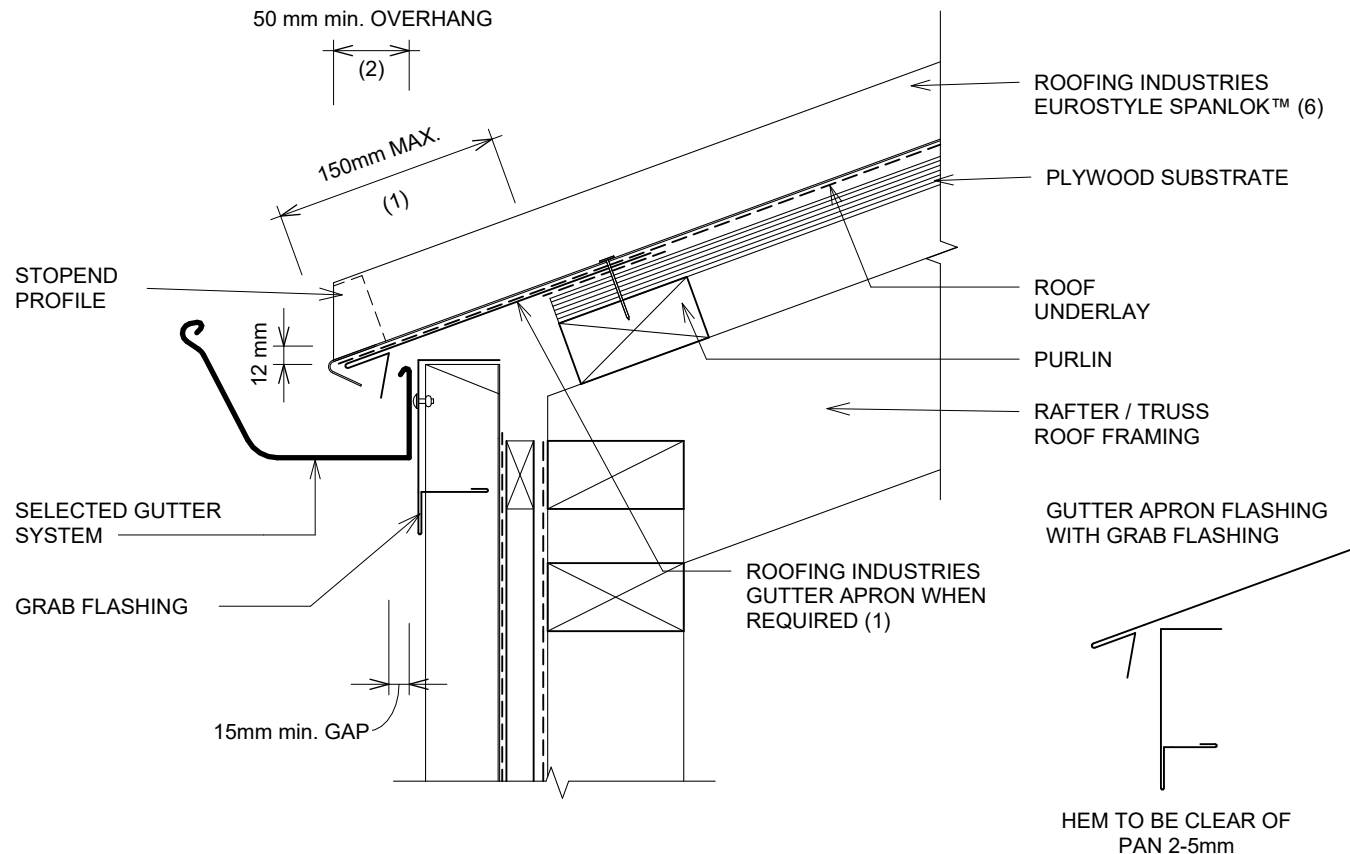 50 mm min. OVERHANG
(2)
150mm MAX.
(1)
ROOFING INDUSTRIES
EUROSTYLE SPANLOK™ (6)
PLYWOOD SUBSTRATE
STOPEND
PROFILE
12 mm
ROOF
UNDERLAY
PURLIN
RAFTER / TRUSS
ROOF FRAMING
SELECTED GUTTER
SYSTEM
GRAB FLASHING
ROOFING INDUSTRIES
GUTTER APRON WHEN
REQUIRED (1)
15mm min. GAP
GUTTER APRON FLASHING
WITH GRAB FLASHING
HEM TO BE CLEAR OF
PAN 2-5mm